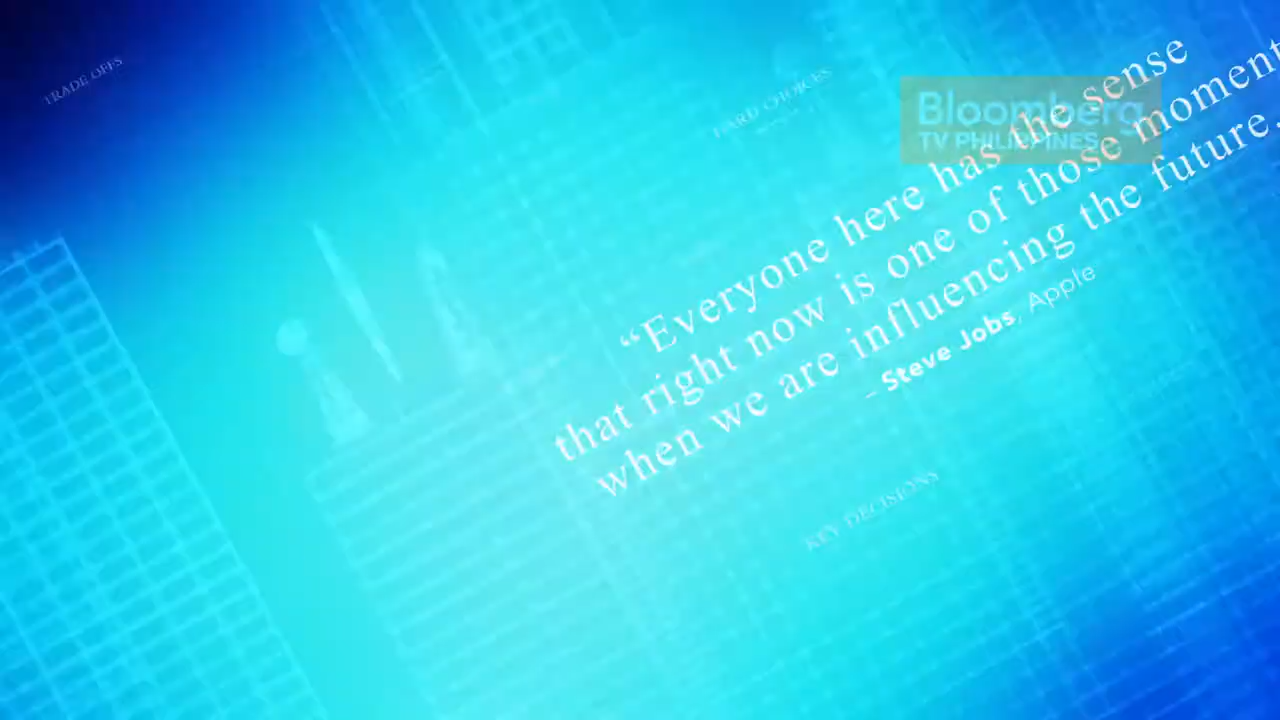 TRADE OFFS
HARD CHOICES
Bloomberg
TV PHILIPPINES
“Everyone here has the sense
that right now is one of those moment
when we are influencing the future.
– Steve Jobs, Apple
KEY DECISIONS